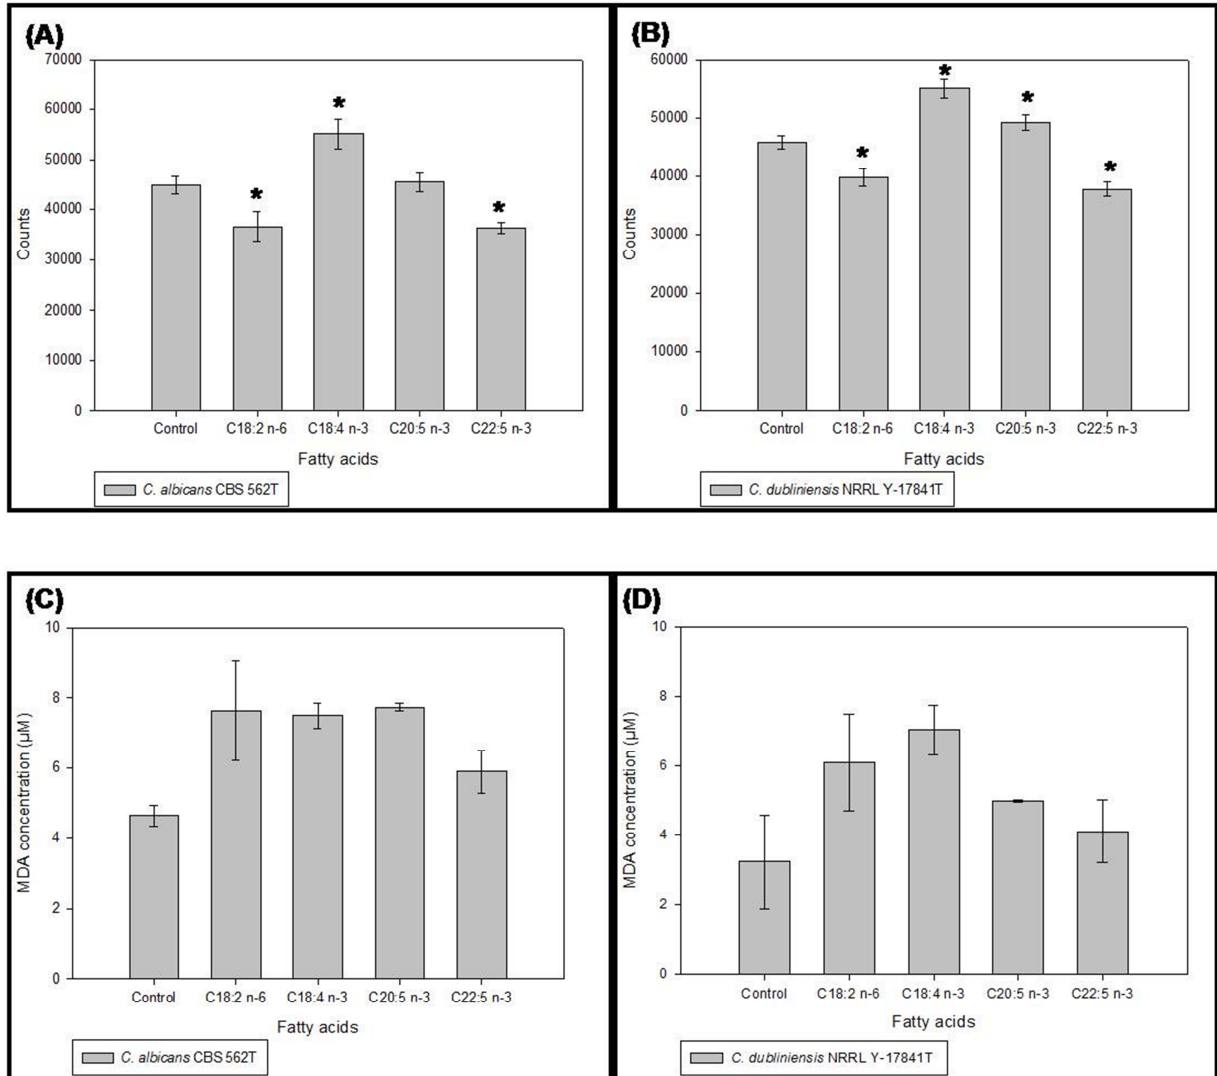 (A)
70000
60000
50000
40000
30000
20000
10000
0
Counts
*
*
*
Control C18:2 n-6 C18:4 n-3 C20:5 n-3 C22:5 n-3
Fatty acids
C. albicans CBS 562T
(B)
60000
50000
40000
30000
20000
10000
0
Counts
*
*
*
*
Control C18:2 n-6 C18:4 n-3 C20:5 n-3 C22:5 n-3
Fatty acids
C. dubliniensis NRRL Y-17841T
(C)
10
8
6
4
2
0
MDA concentration (µM)
Control C18:2 n-6 C18:4 n-3 C20:5 n-3 C22:5 n-3
Fatty acids
C. albicans CBS 562T
(D)
10
8
6
4
2
0
MDA concentration (µM)
Control C18:2 n-6 C18:4 n-3 C20:5 n-3 C22:5 n-3
Fatty acids
C. dubliniensis NRRL Y-17841T